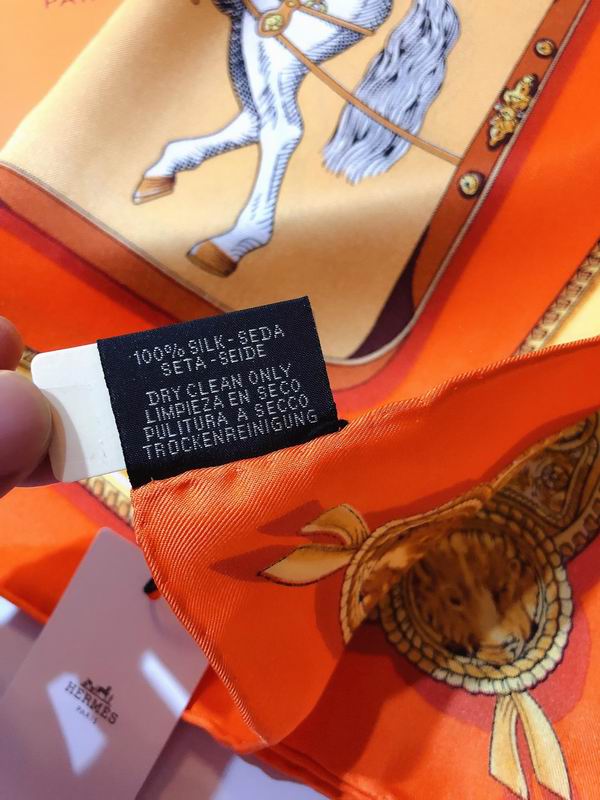 100% SILK-SEDA
SETA-SEIDE
DRY CLEAN ONLY
LIMPIEZA EN SECO
PULITURA A SECCO
TROCKENREINIGUNG
HERMÈS
PARIS